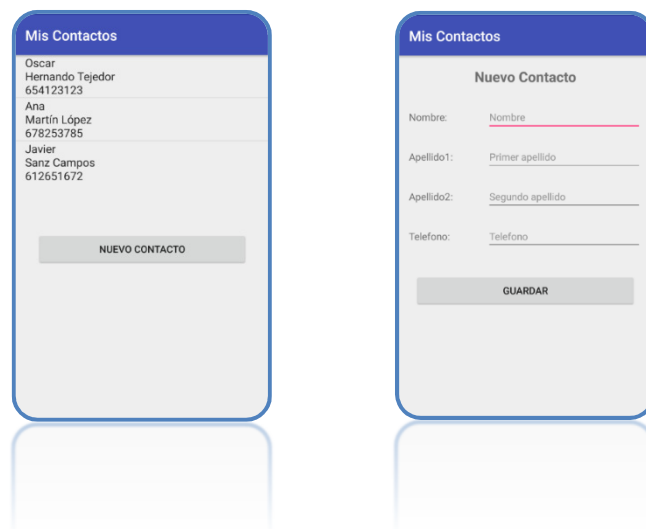 Mis Contactos
Oscar
Hernando Tejedor
654123123
Ana
Martín López
678253785
Javier
Sanz Campos
612651672
NUEVO CONTACTO
Mis Contactos
Nuevo Contacto
Nombre: Nombre
Apellido1: Primer apellido
Apellido2: Segundo apellido
Telefono: Telefono
GUARDAR